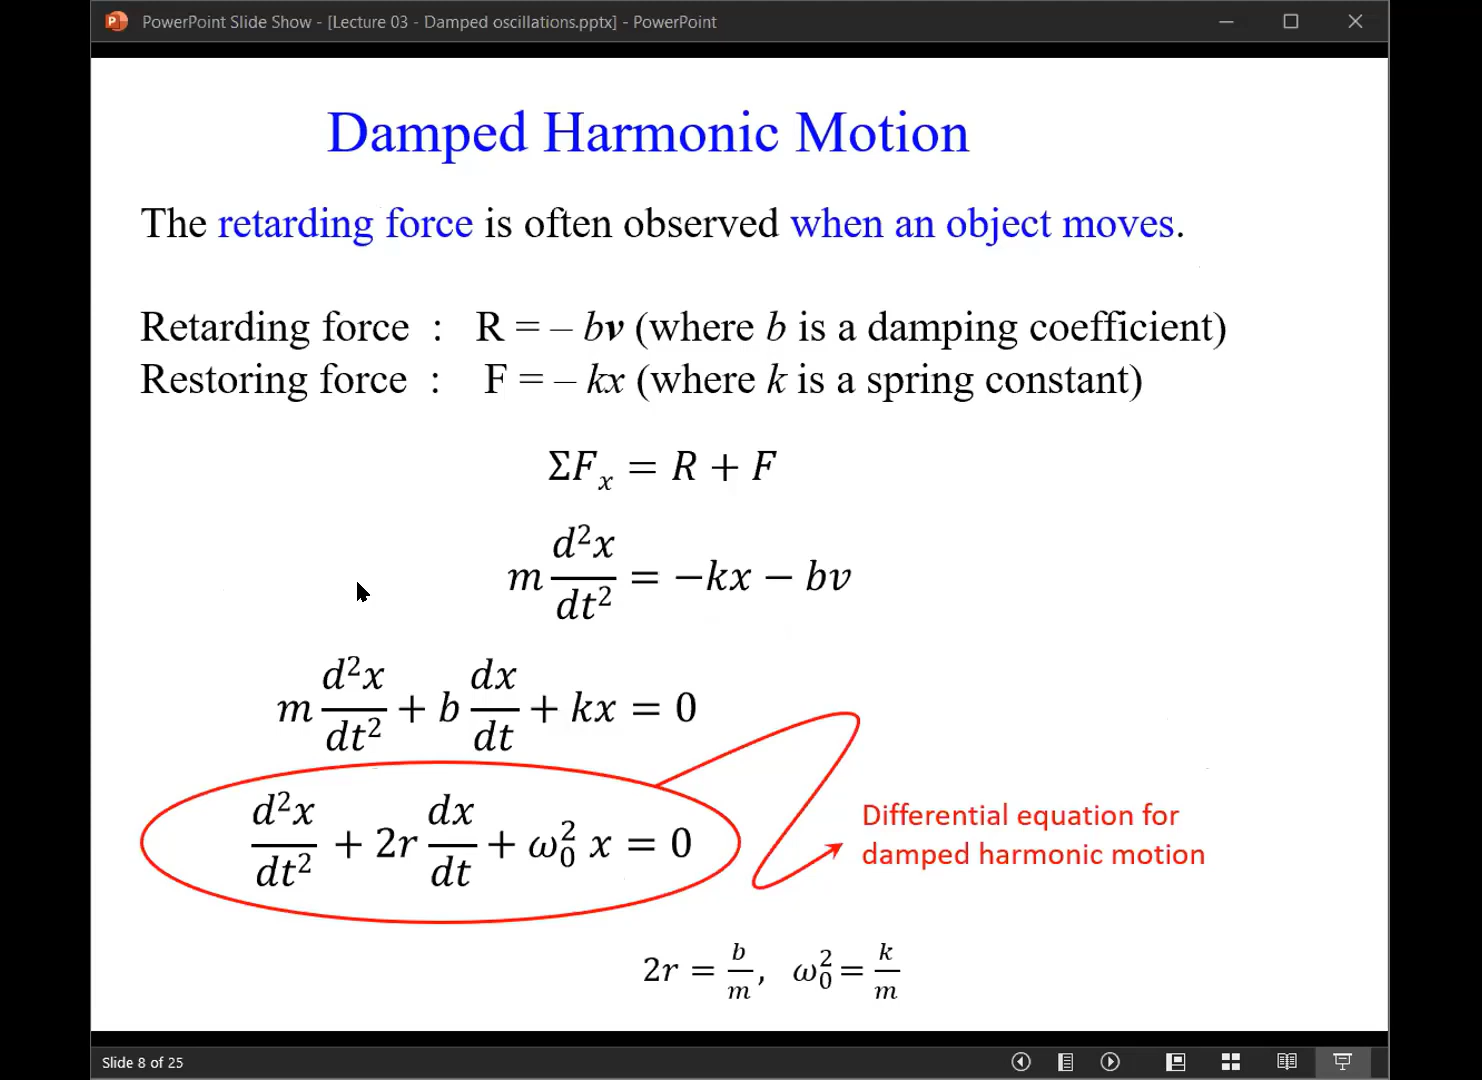 PowerPoint Slide Show - [Lecture 03 - Damped oscillations.pptx] - PowerPoint
Damped Harmonic Motion
The retarding force is often observed when an object moves.
Retarding force : R = – bv (where b is a damping coefficient)
Restoring force : F = – kx (where k is a spring constant)
ΣFₓ = R + F
m d²x/dt² = −kx − bv
m d²x/dt² + b dx/dt + kx = 0
d²x/dt² + 2r dx/dt + ω₀² x = 0
Differential equation for
damped harmonic motion
2r = b/m, ω₀² = k/m
Slide 8 of 25